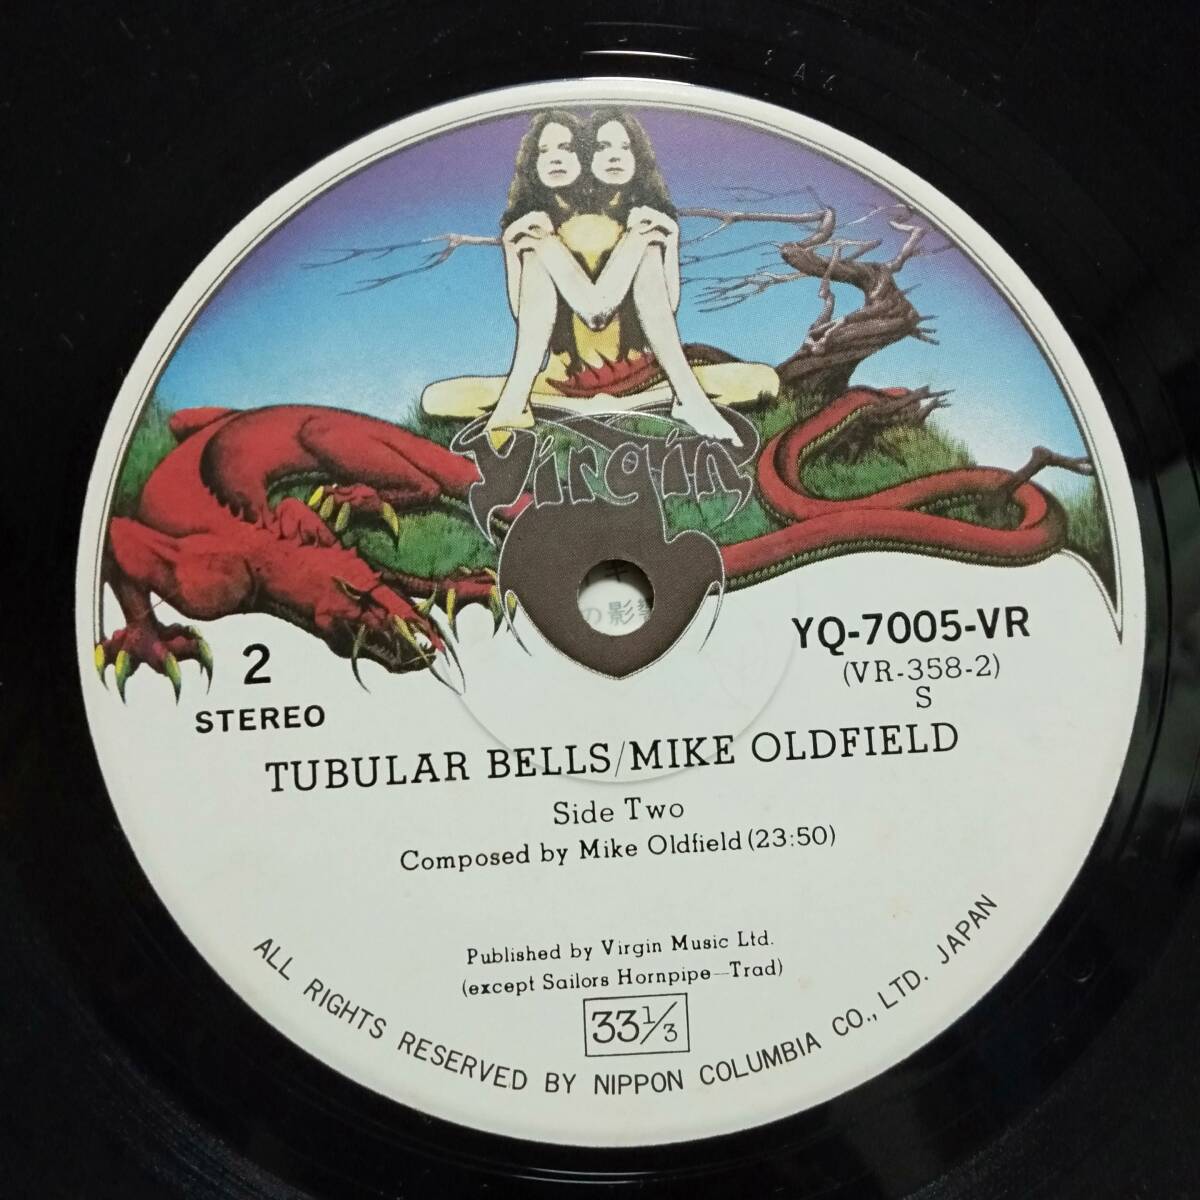 Virgin
の影
2
STEREO
YQ-7005-VR
(VR-358-2)
S
TUBULAR BELLS/MIKE OLDFIELD
Side Two
Composed by Mike Oldfield (23:50)
Published by Virgin Music Ltd.
(except Sailors Hornpipe—Trad)
33⅓
ALL RIGHTS RESERVED BY NIPPON COLUMBIA CO., LTD. JAPAN